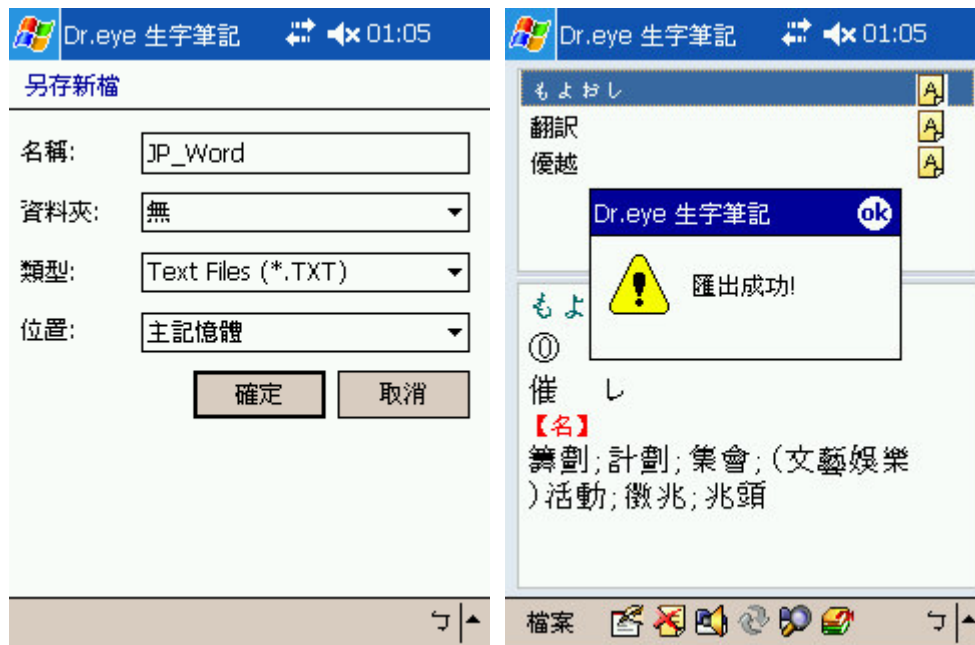 Dr.eye 生字筆記 01:05
另存新檔
名稱: JP_Word
資料夾: 無
類型: Text Files (*.TXT)
位置: 主記憶體
確定 取消
ㄅ
Dr.eye 生字筆記 01:05
もよおし
翻訳
優越
Dr.eye 生字筆記 ok
匯出成功!
もよ
⓪
催 し
【名】
籌劃;計劃;集會;(文藝娛樂
)活動;徵兆;兆頭
檔案 ㄅ